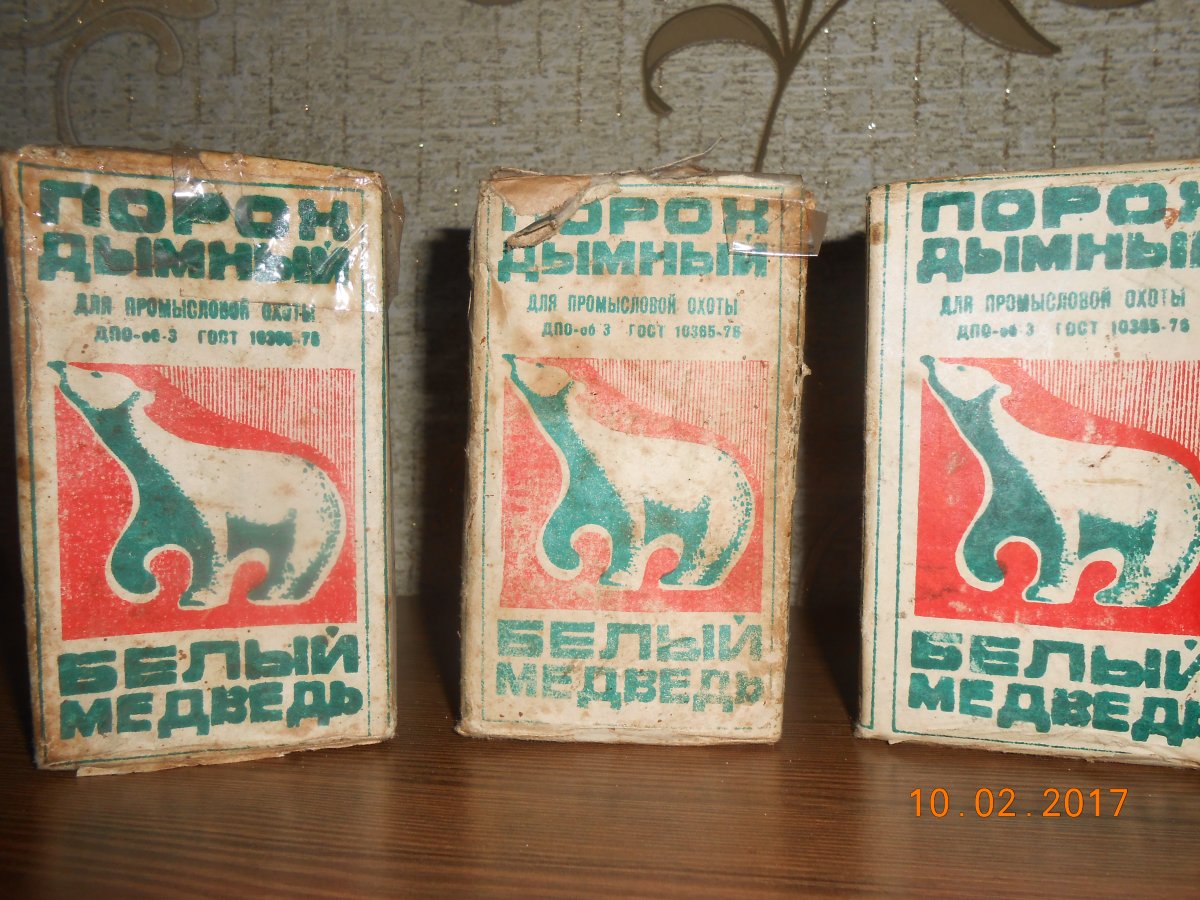 ПОРОХ
ДЫМНЫЙ
ДЛЯ ПРОМЫСЛОВОЙ ОХОТЫ
ДПО-об-3 ГОСТ 10365-76
БЕЛЫЙ
МЕДВЕДЬ
ПОРОХ
ДЫМНЫЙ
ДЛЯ ПРОМЫСЛОВОЙ ОХОТЫ
ДПО-об 3 ГОСТ 10365-76
БЕЛЫЙ
МЕДВЕДЬ
ПОРОХ
ДЫМНЫЙ
ДЛЯ ПРОМЫСЛОВОЙ ОХОТЫ
ДПО-об 3 ГОСТ 10365-76
БЕЛЫЙ
МЕДВЕДЬ
10.02.2017